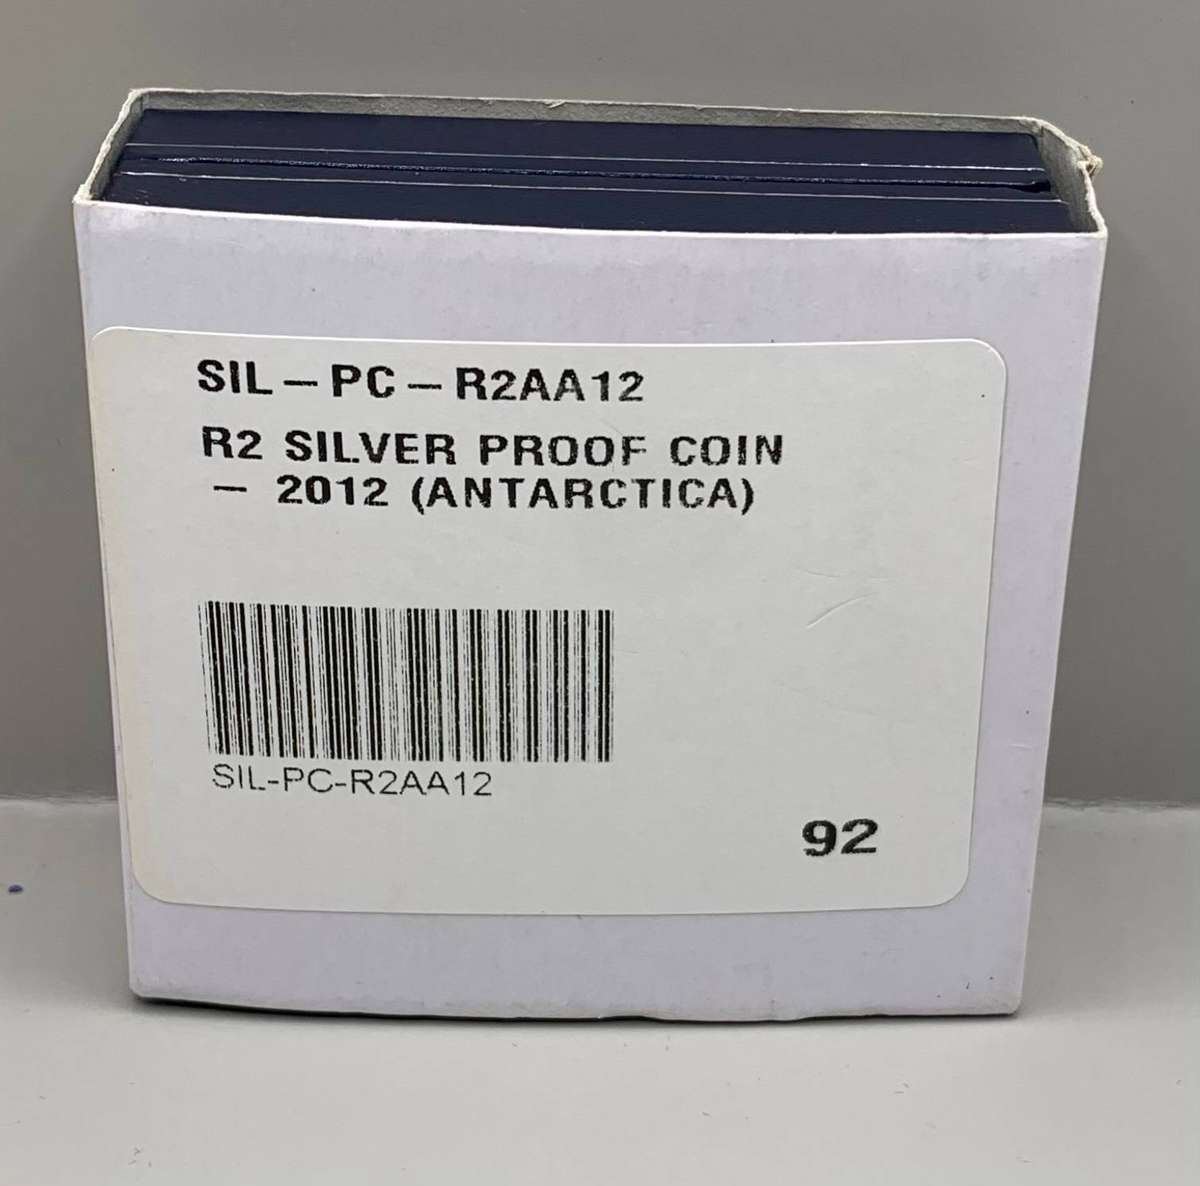 SIL-PC-R2AA12
R2 SILVER PROOF COIN
- 2012 (ANTARCTICA)
SIL-PC-R2AA12
92